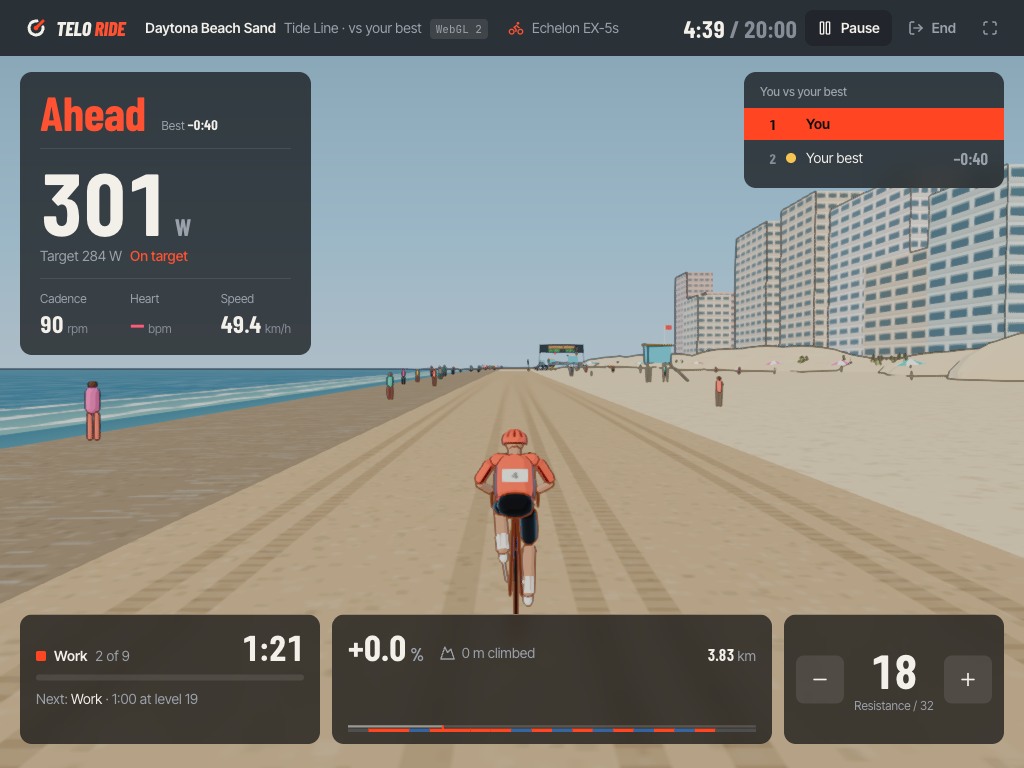 TELO RIDE
Daytona Beach Sand Tide Line · vs your best WebGL 2 Echelon EX-5s 4:39 / 20:00 Pause End
Ahead Best −0:40
301 W
Target 284 W On target
Cadence Heart Speed
90 rpm — bpm 49.4 km/h
You vs your best
1 You
2 Your best −0:40
4
Work 2 of 9 1:21
Next: Work · 1:00 at level 19
+0.0 % 0 m climbed 3.83 km
− 18 +
Resistance / 32